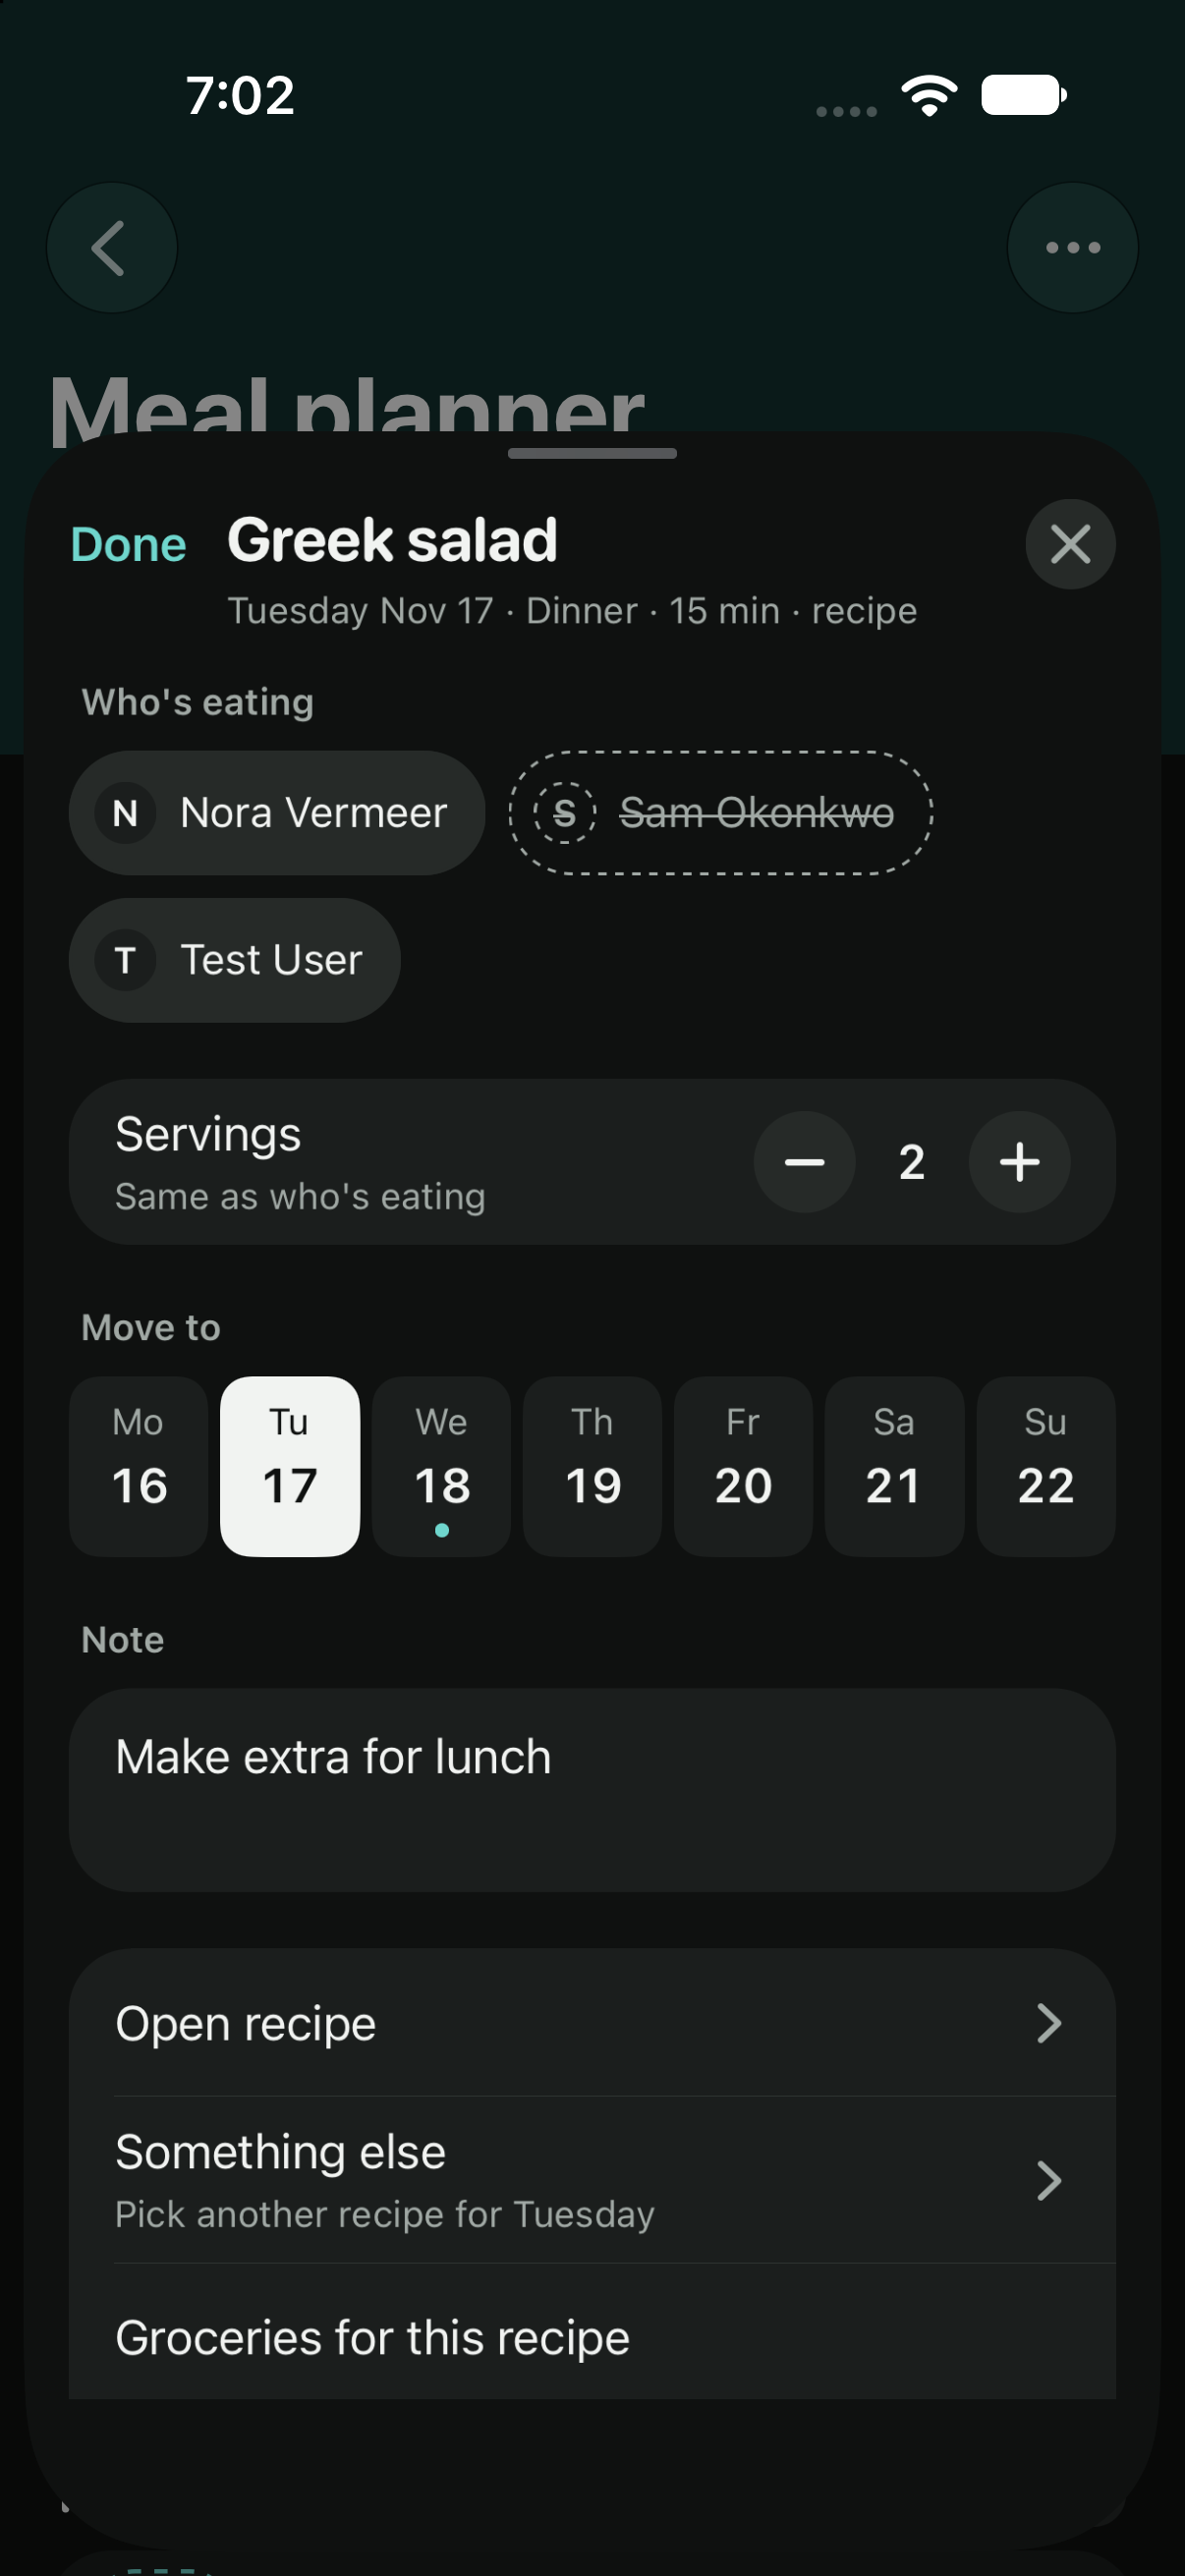 7:02
Meal planner
Done Greek salad
Tuesday Nov 17 · Dinner · 15 min · recipe
Who's eating
N Nora Vermeer S Sam Okonkwo
T Test User
Servings
Same as who's eating
2
Move to
Mo Tu We Th Fr Sa Su
16 17 18 19 20 21 22
Note
Make extra for lunch
Open recipe
Something else
Pick another recipe for Tuesday
Groceries for this recipe